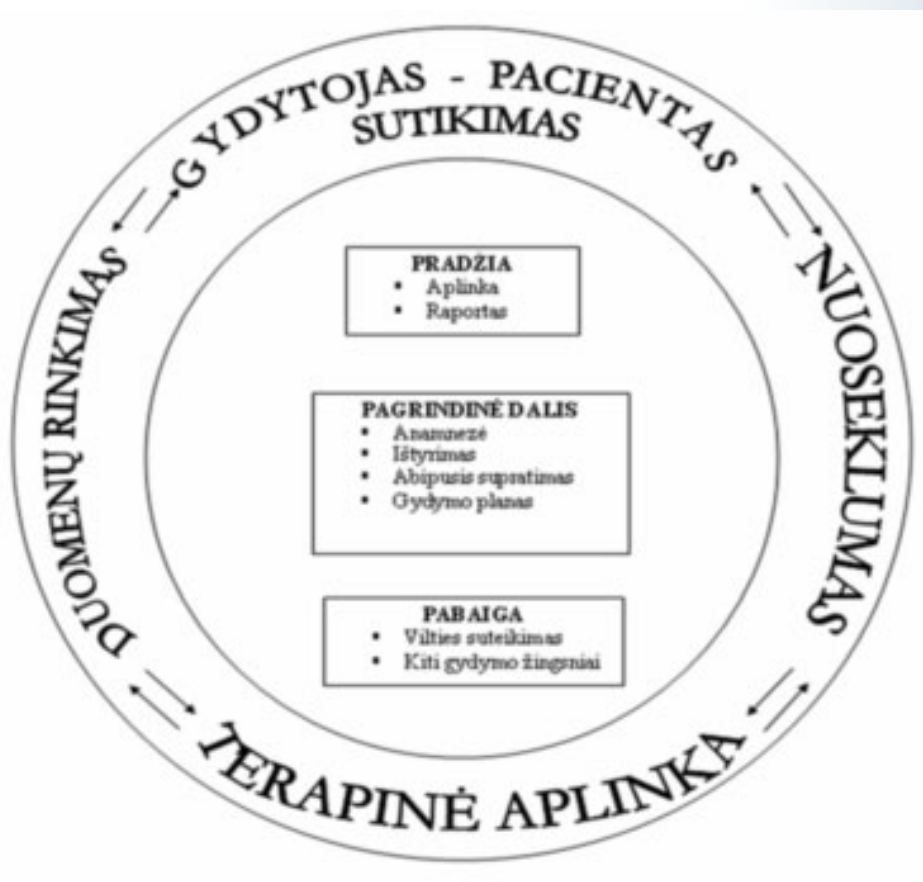 GYDYTOJAS - PACIENTAS
SUTIKIMAS
NUOSEKLUMAS
TERAPINĖ APLINKA
DUOMENŲ RINKIMAS
PRADŽIA
▪ Aplinka
▪ Raportas
PAGRINDINĖ DALIS
▪ Anamnezė
▪ Ištyrimas
▪ Abipusis supratimas
▪ Gydymo planas
PABAIGA
▪ Vilties suteikimas
▪ Kiti gydymo žingsniai